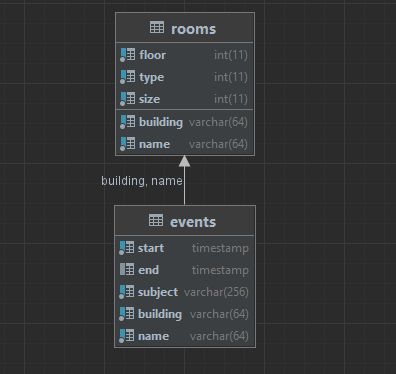 rooms
floor int(11)
type int(11)
size int(11)
building varchar(64)
name varchar(64)
building, name
events
start timestamp
end timestamp
subject varchar(256)
building varchar(64)
name varchar(64)